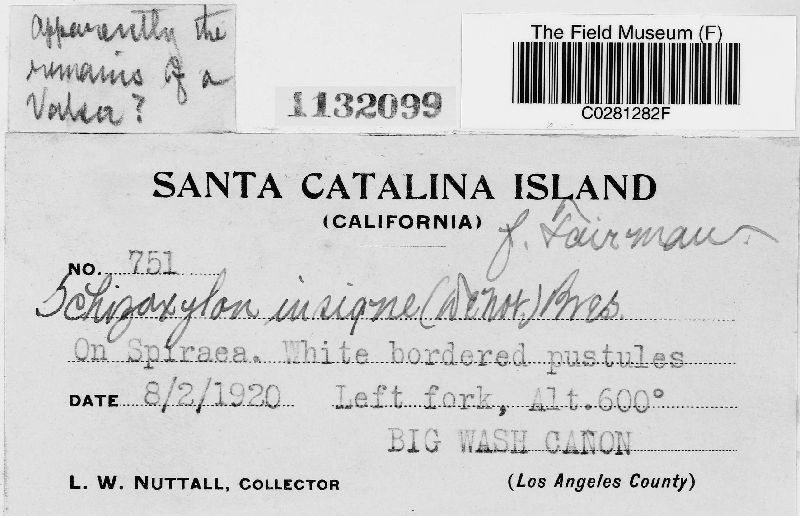 Apparently the
remains of a
Valsa?
1132099
The Field Museum (F)
C0281282F
SANTA CATALINA ISLAND
(CALIFORNIA)
f. Fairman.
NO. 751
Schizoxylon insigne (De Not.) Bres.
On Spiraea. White bordered pustules
DATE 8/2/1920 Left fork, Alt.600°
BIG WASH CAÑON
L. W. NUTTALL, COLLECTOR (Los Angeles County)